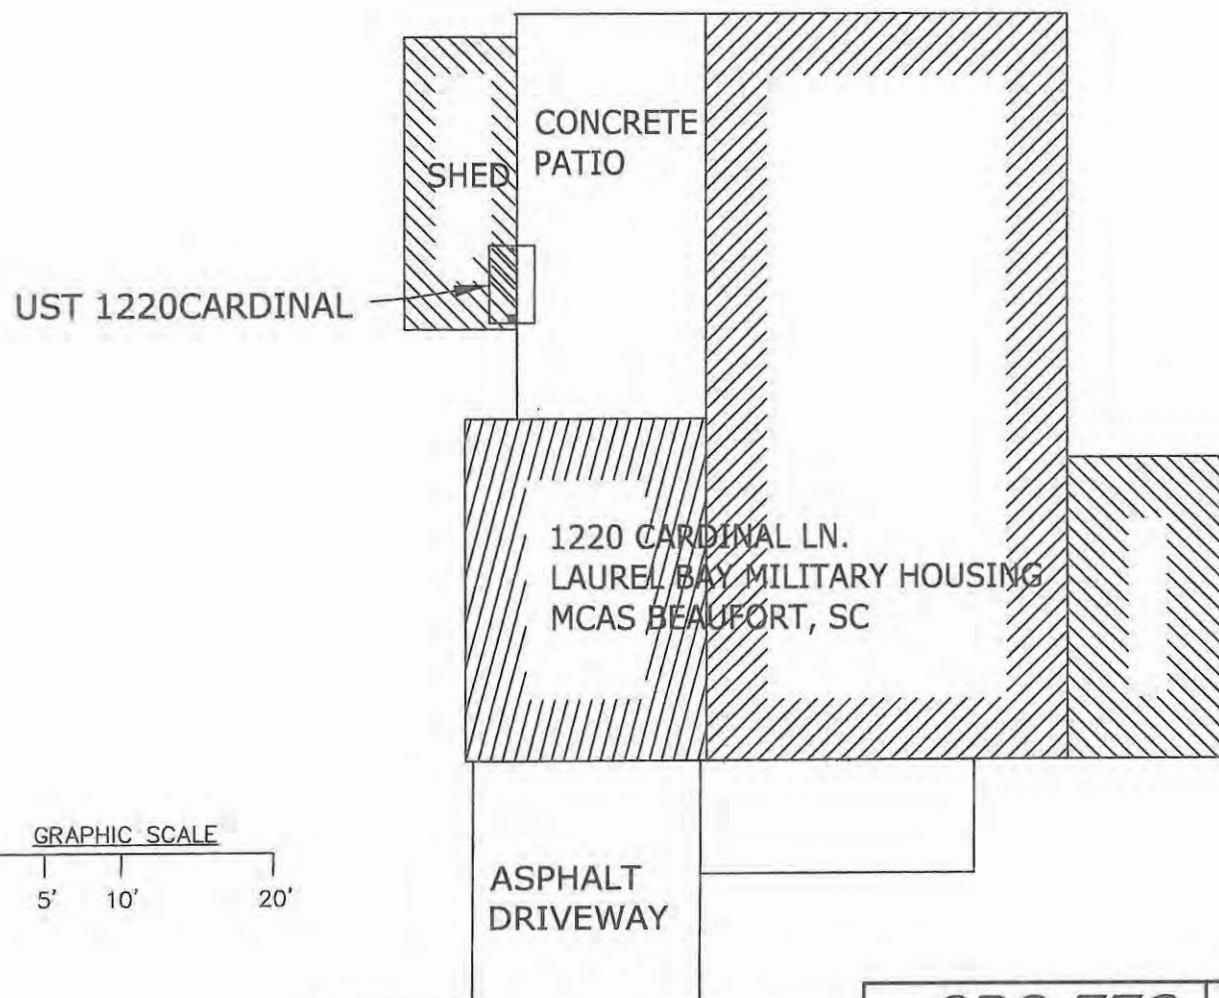 CONCRETE
PATIO
SHED
UST 1220CARDINAL
1220 CARDINAL LN.
LAUREL BAY MILITARY HOUSING
MCAS BEAUFORT, SC
GRAPHIC SCALE
5' 10' 20'
ASPHALT
DRIVEWAY